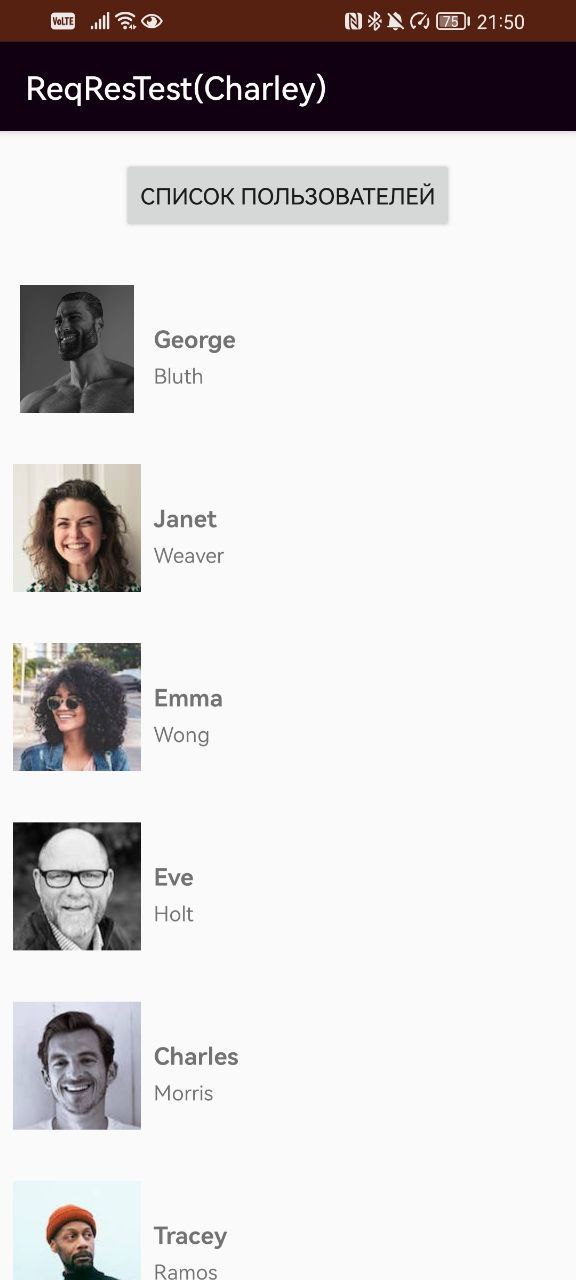 VoLTE 75 21:50
ReqResTest(Charley)
СПИСОК ПОЛЬЗОВАТЕЛЕЙ
George
Bluth
Janet
Weaver
Emma
Wong
Eve
Holt
Charles
Morris
Tracey
Ramos